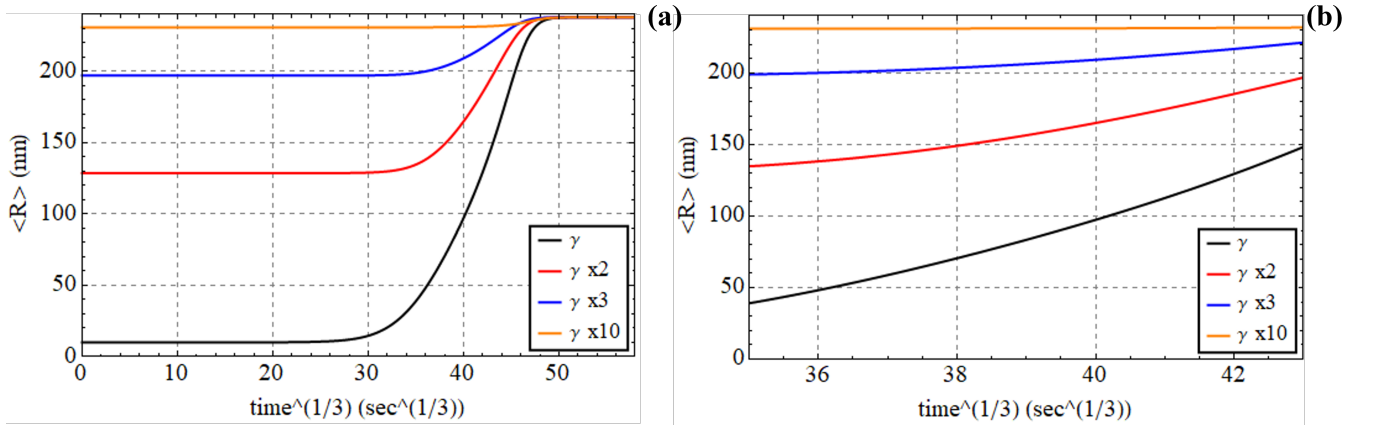 (a)
<R> (nm)
200
150
100
50
0
0 10 20 30 40 50
time^(1/3) (sec^(1/3))
γ
γ x2
γ x3
γ x10
(b)
<R> (nm)
200
150
100
50
0
36 38 40 42
time^(1/3) (sec^(1/3))
γ
γ x2
γ x3
γ x10